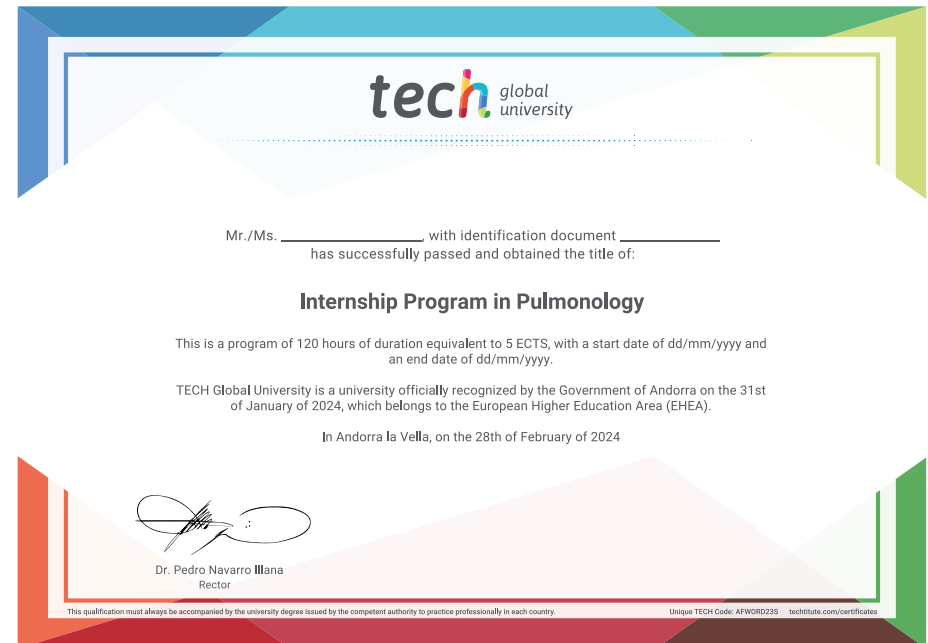 tech global
university
Mr./Ms. ____________, with identification document ____________
has successfully passed and obtained the title of:
Internship Program in Pulmonology
This is a program of 120 hours of duration equivalent to 5 ECTS, with a start date of dd/mm/yyyy and
an end date of dd/mm/yyyy.
TECH Global University is a university officially recognized by the Government of Andorra on the 31st
of January of 2024, which belongs to the European Higher Education Area (EHEA).
In Andorra la Vella, on the 28th of February of 2024
Dr. Pedro Navarro Illana
Rector
This qualification must always be accompanied by the university degree issued by the competent authority to practice professionally in each country. Unique TECH Code: AFWORD23S techtitute.com/certificates